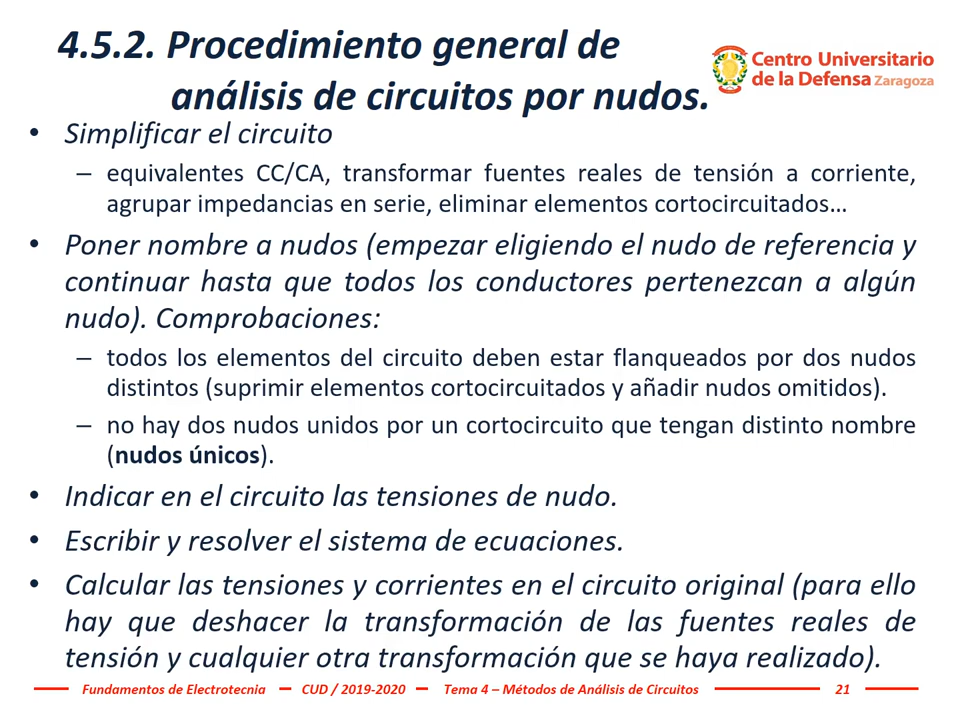 4.5.2. Procedimiento general de
análisis de circuitos por nudos.
Centro Universitario
de la Defensa Zaragoza
• Simplificar el circuito
– equivalentes CC/CA, transformar fuentes reales de tensión a corriente,
agrupar impedancias en serie, eliminar elementos cortocircuitados…
• Poner nombre a nudos (empezar eligiendo el nudo de referencia y
continuar hasta que todos los conductores pertenezcan a algún
nudo). Comprobaciones:
– todos los elementos del circuito deben estar flanqueados por dos nudos
distintos (suprimir elementos cortocircuitados y añadir nudos omitidos).
– no hay dos nudos unidos por un cortocircuito que tengan distinto nombre
(nudos únicos).
• Indicar en el circuito las tensiones de nudo.
• Escribir y resolver el sistema de ecuaciones.
• Calcular las tensiones y corrientes en el circuito original (para ello
hay que deshacer la transformación de las fuentes reales de
tensión y cualquier otra transformación que se haya realizado).
Fundamentos de Electrotecnia – CUD / 2019-2020 – Tema 4 – Métodos de Análisis de Circuitos 21